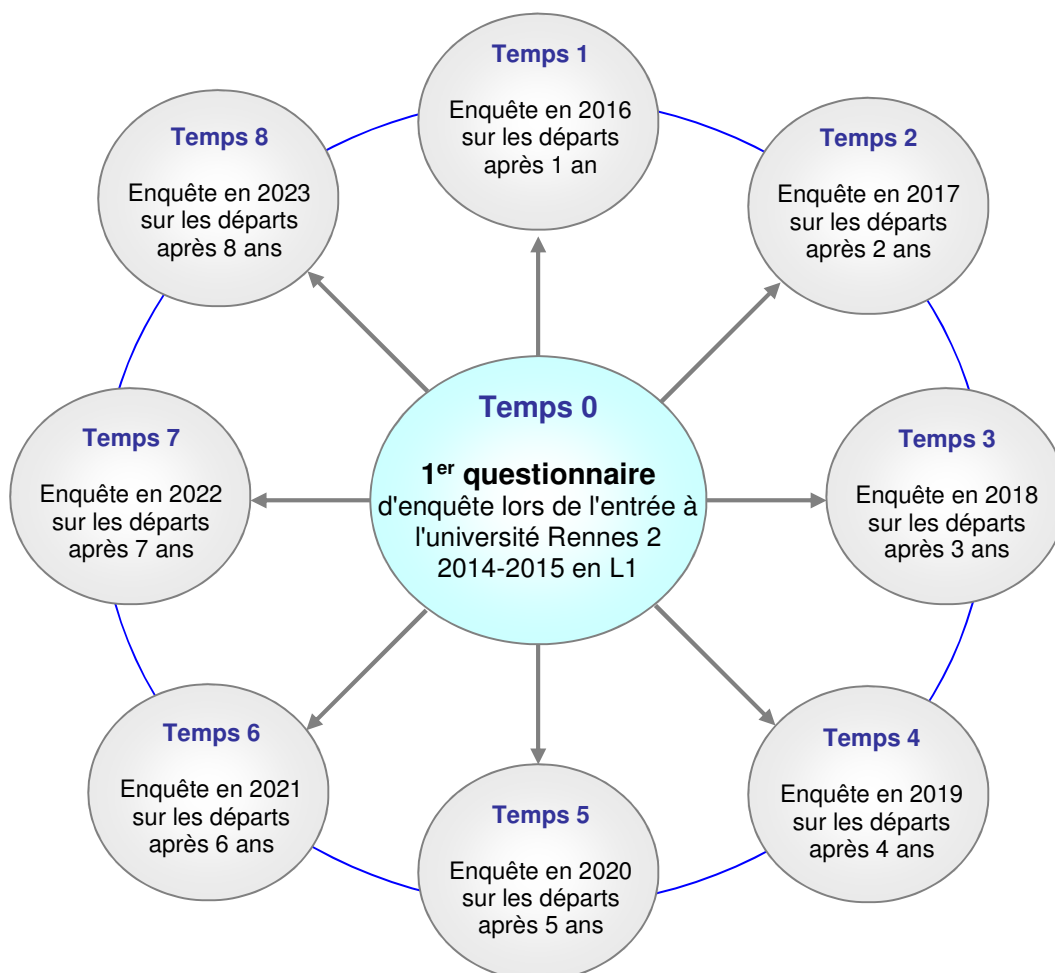 Temps 0
1er questionnaire
d'enquête lors de l'entrée à
l'université Rennes 2
2014-2015 en L1
Temps 1
Enquête en 2016
sur les départs
après 1 an
Temps 2
Enquête en 2017
sur les départs
après 2 ans
Temps 3
Enquête en 2018
sur les départs
après 3 ans
Temps 4
Enquête en 2019
sur les départs
après 4 ans
Temps 5
Enquête en 2020
sur les départs
après 5 ans
Temps 6
Enquête en 2021
sur les départs
après 6 ans
Temps 7
Enquête en 2022
sur les départs
après 7 ans
Temps 8
Enquête en 2023
sur les départs
après 8 ans